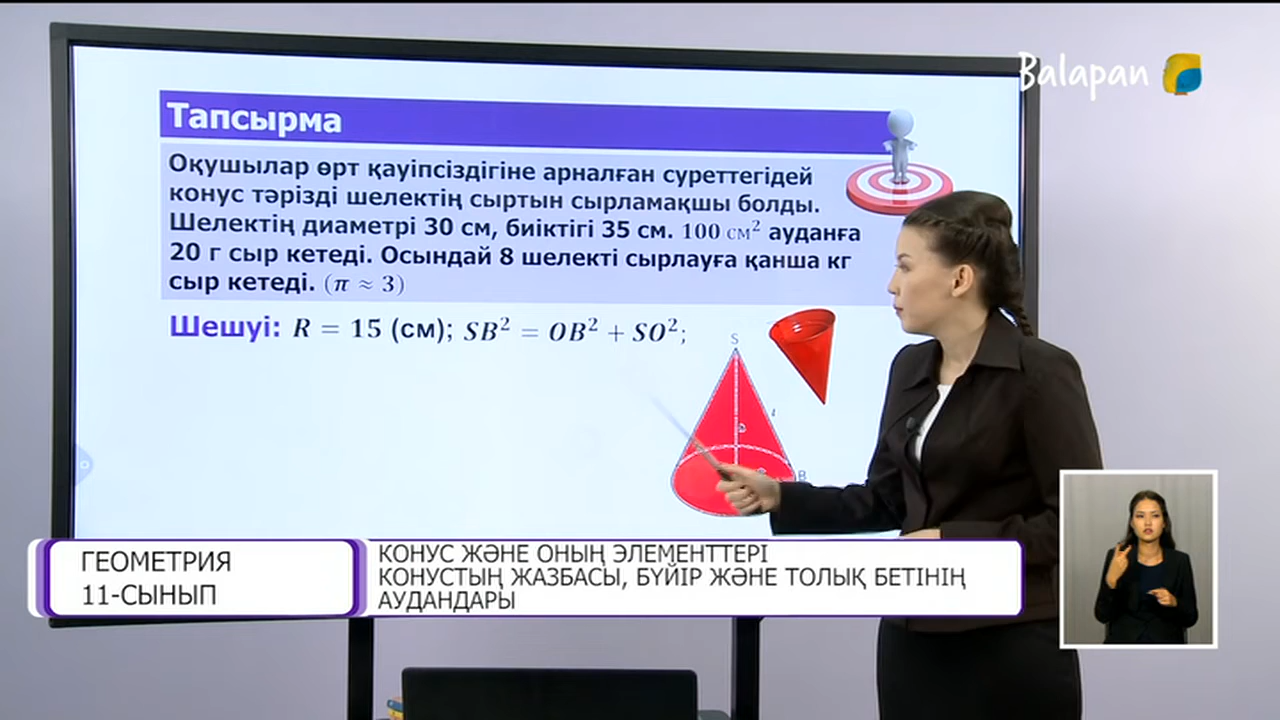 Balapan
Тапсырма
Оқушылар өрт қауіпсіздігіне арналған суреттегідей
конус тәрізді шелектің сыртын сырламақшы болды.
Шелектің диаметрі 30 см, биіктігі 35 см. 100 см² ауданға
20 г сыр кетеді. Осындай 8 шелекті сырлауға қанша кг
сыр кетеді. (π ≈ 3)
Шешуі: R = 15 (см); SB² = OB² + SO²;
S
B
ГЕОМЕТРИЯ
11-СЫНЫП
КОНУС ЖӘНЕ ОНЫҢ ЭЛЕМЕНТТЕРІ
КОНУСТЫҢ ЖАЗБАСЫ, БҮЙІР ЖӘНЕ ТОЛЫҚ БЕТІНІҢ
АУДАНДАРЫ